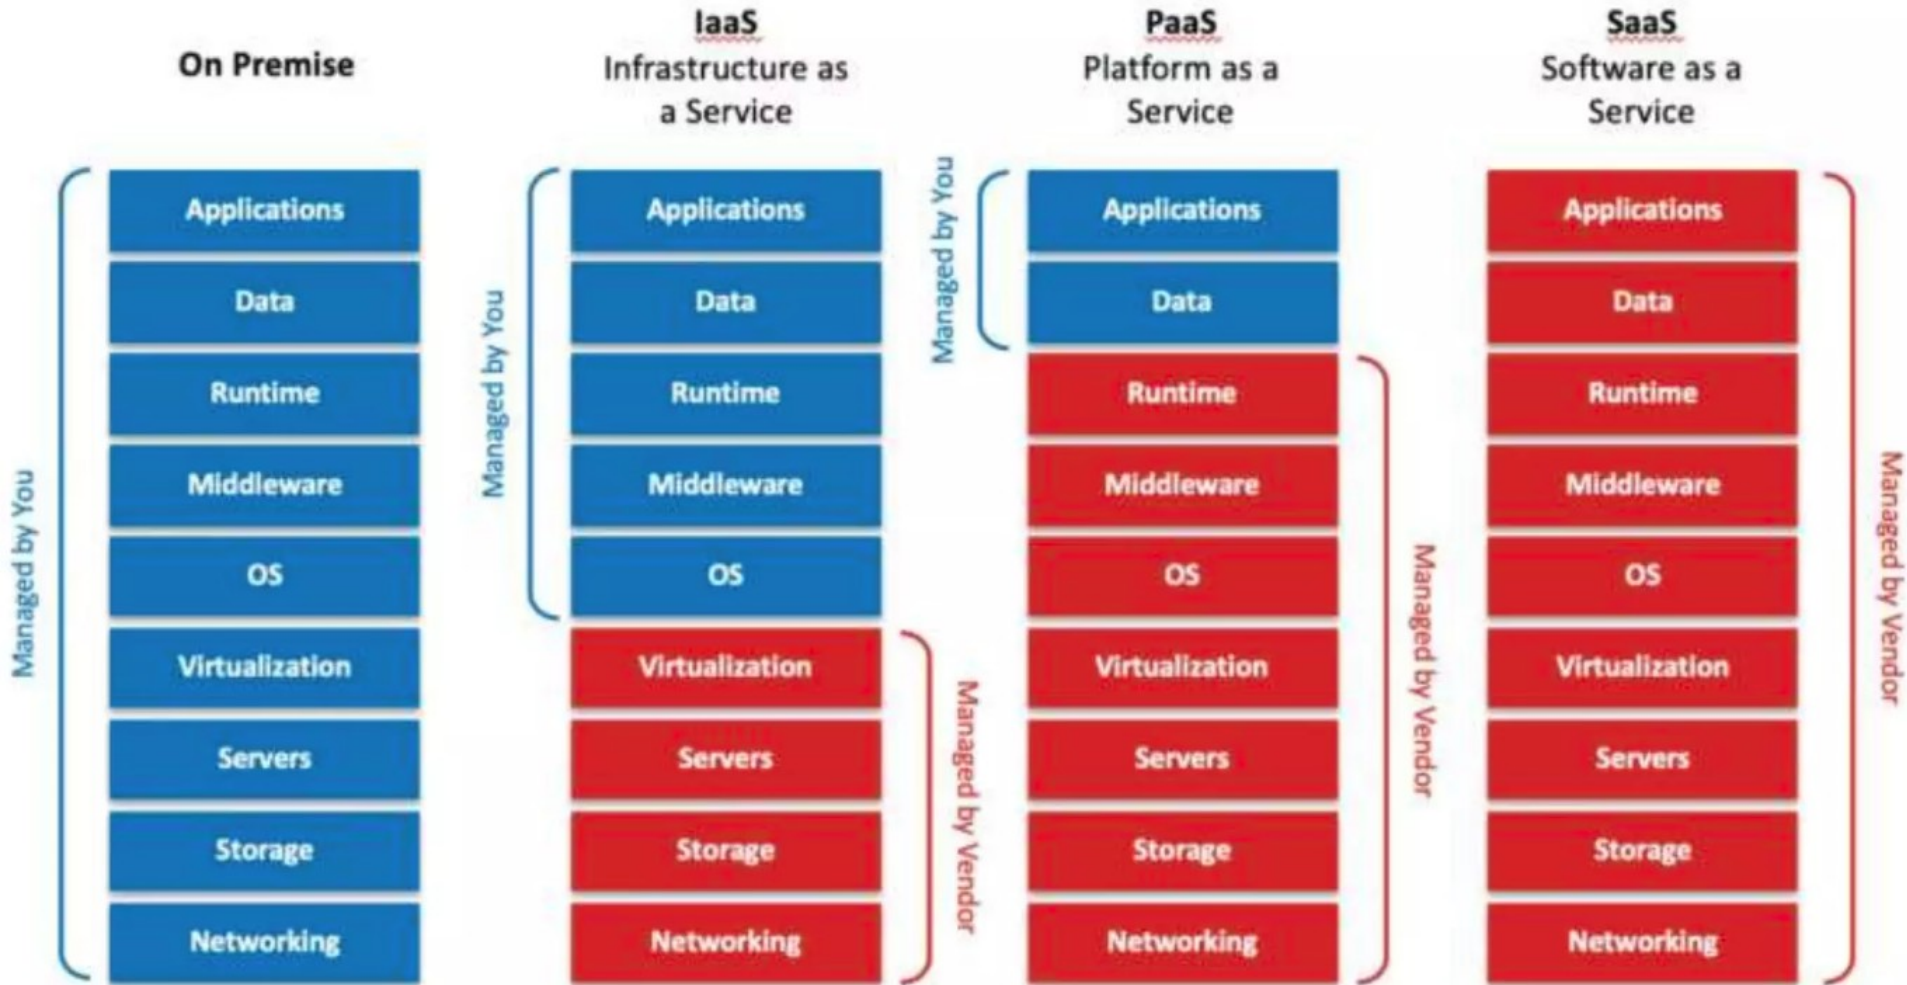 On Premise
IaaS
Infrastructure as
a Service
PaaS
Platform as a
Service
SaaS
Software as a
Service
Managed by You
Applications
Data
Runtime
Middleware
OS
Virtualization
Servers
Storage
Networking
Managed by You
Applications
Data
Runtime
Middleware
OS
Virtualization
Servers
Storage
Networking
Managed by Vendor
Managed by You
Applications
Data
Runtime
Middleware
OS
Virtualization
Servers
Storage
Networking
Managed by Vendor
Applications
Data
Runtime
Middleware
OS
Virtualization
Servers
Storage
Networking
Managed by Vendor